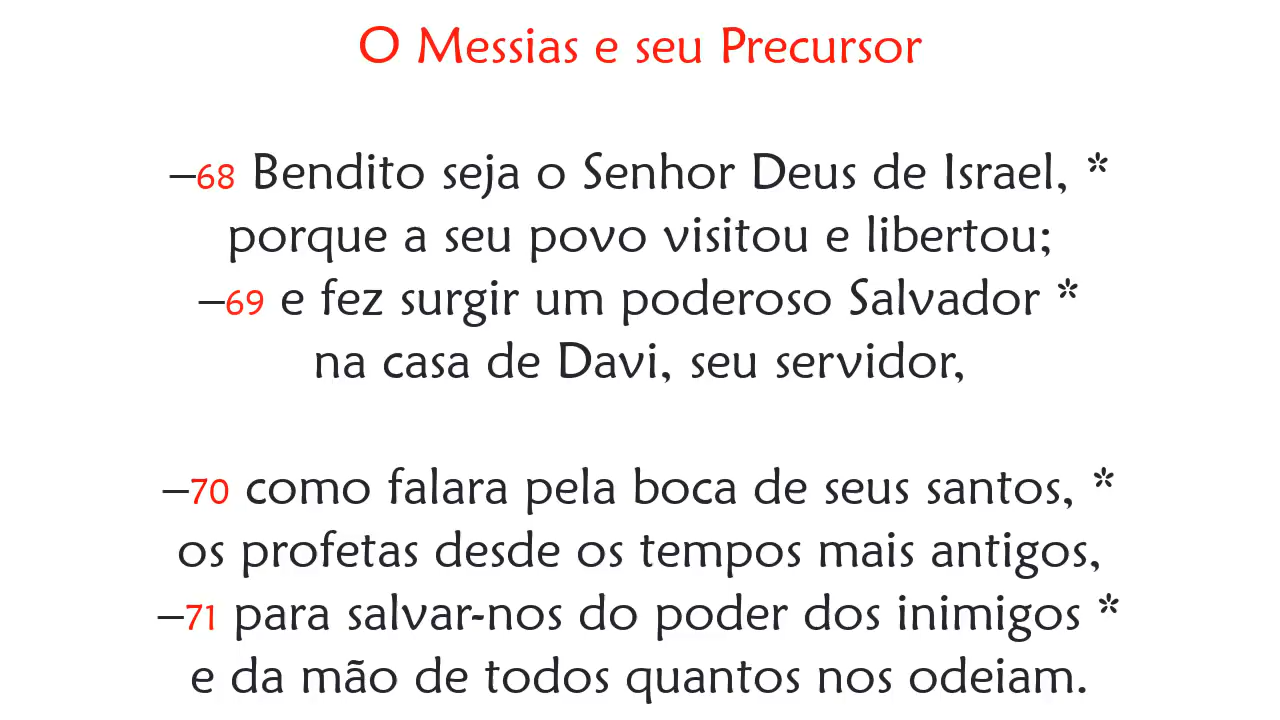 O Messias e seu Precursor
–68 Bendito seja o Senhor Deus de Israel, *
porque a seu povo visitou e libertou;
–69 e fez surgir um poderoso Salvador *
na casa de Davi, seu servidor,
–70 como falara pela boca de seus santos, *
os profetas desde os tempos mais antigos,
–71 para salvar-nos do poder dos inimigos *
e da mão de todos quantos nos odeiam.